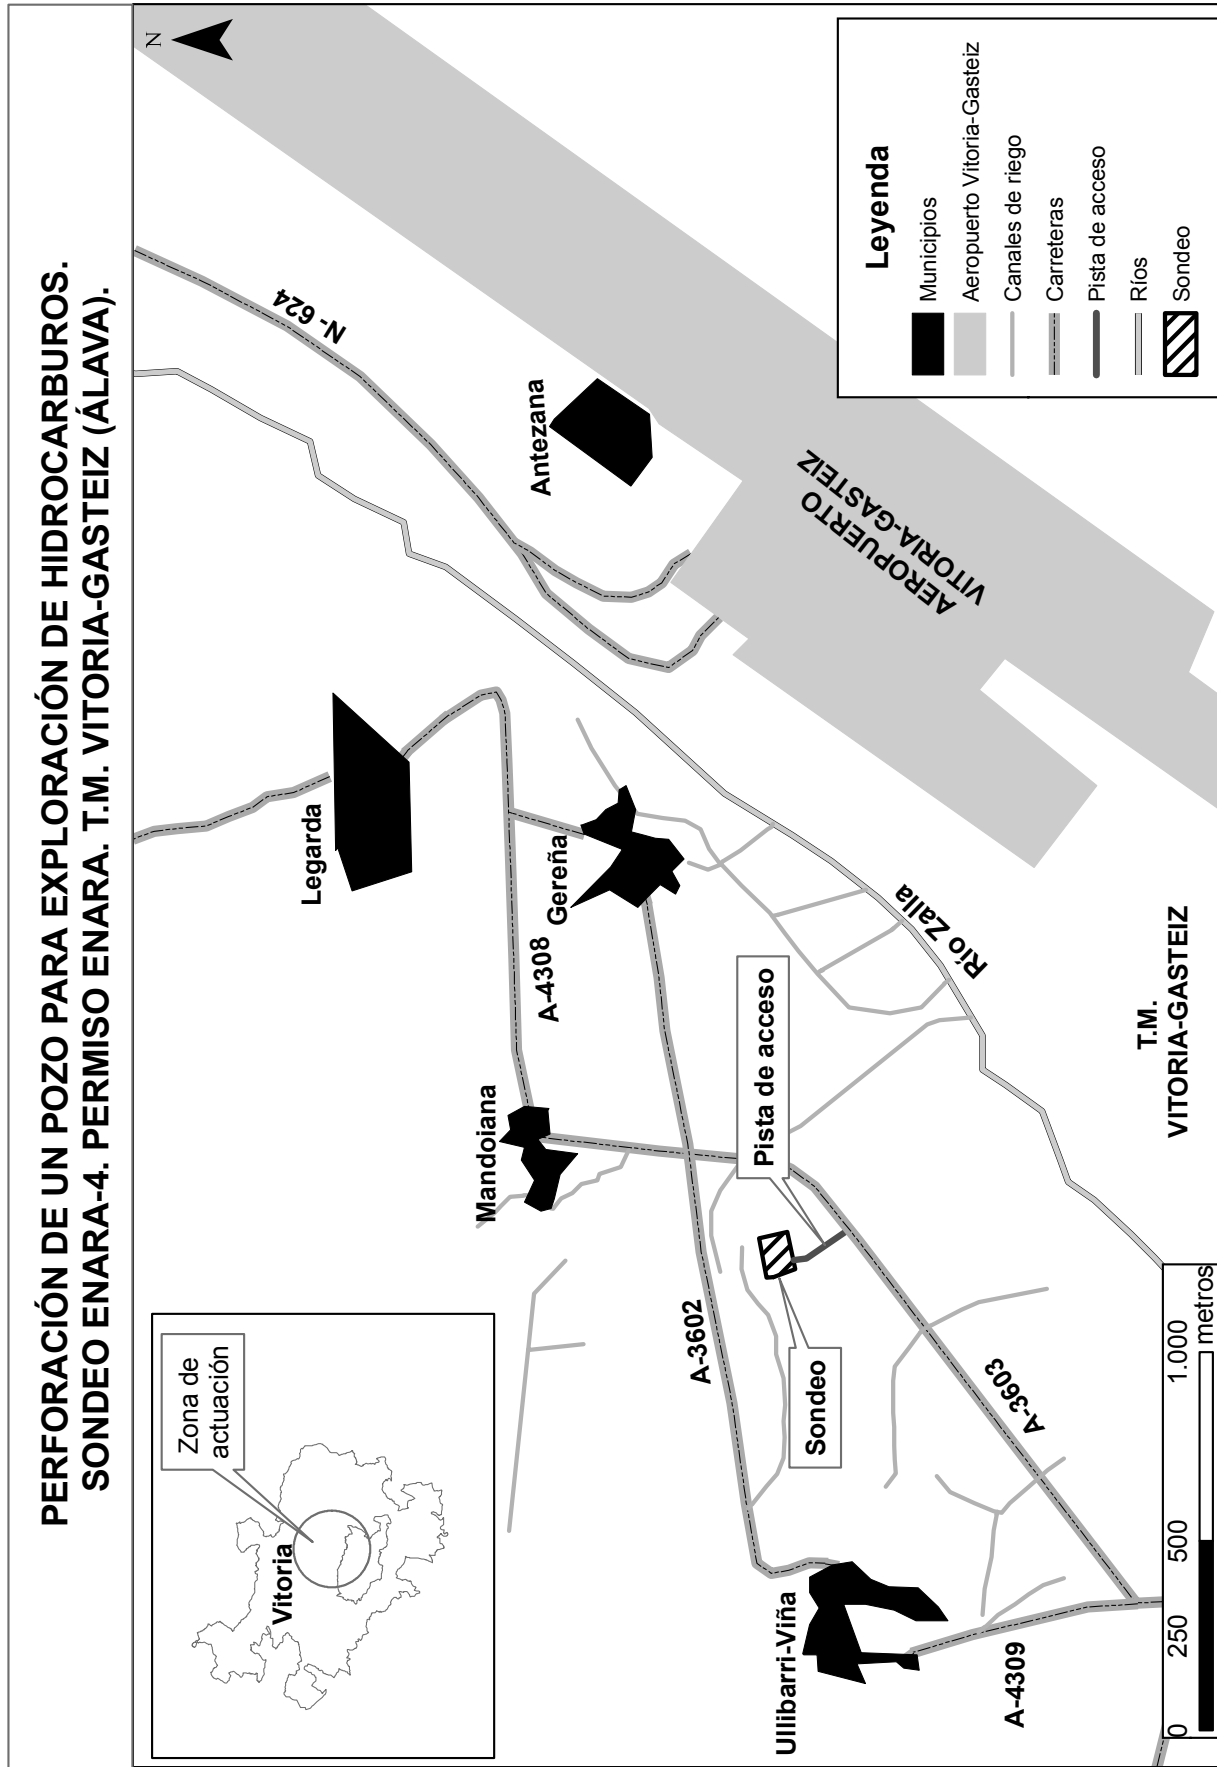 PERFORACIÓN DE UN POZO PARA EXPLORACIÓN DE HIDROCARBUROS.
SONDEO ENARA-4. PERMISO ENARA. T.M. VITORIA-GASTEIZ (ÁLAVA).
Zona de
actuación
Vitoria
N
Legarda
N- 624
Antezana
Mandoiana
A-4308
Gereña
AEROPUERTO
VITORIA-GASTEIZ
A-3602
Pista de acceso
Río Zalla
Sondeo
Ullibarri-Viña
A-3603
A-4309
T.M.
VITORIA-GASTEIZ
0 250 500 1.000
metros
Leyenda
Municipios
Aeropuerto Vitoria-Gasteiz
Canales de riego
Carreteras
Pista de acceso
Ríos
Sondeo